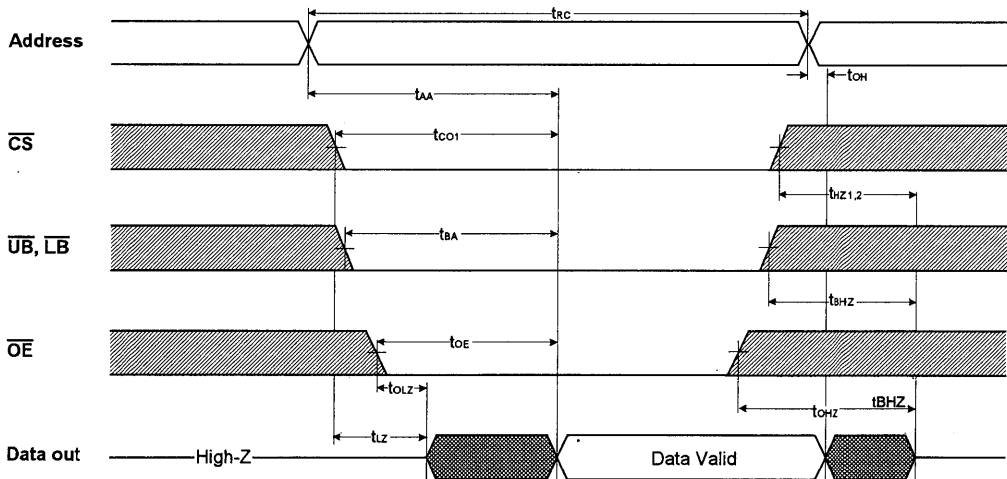 tRC
Address
tOH
tAA
CS
tCO1
tHZ1,2
UB, LB
tBA
tBHZ
OE
tOE
tOLZ
tOHZ
tBHZ
tLZ
Data out
High-Z
Data Valid